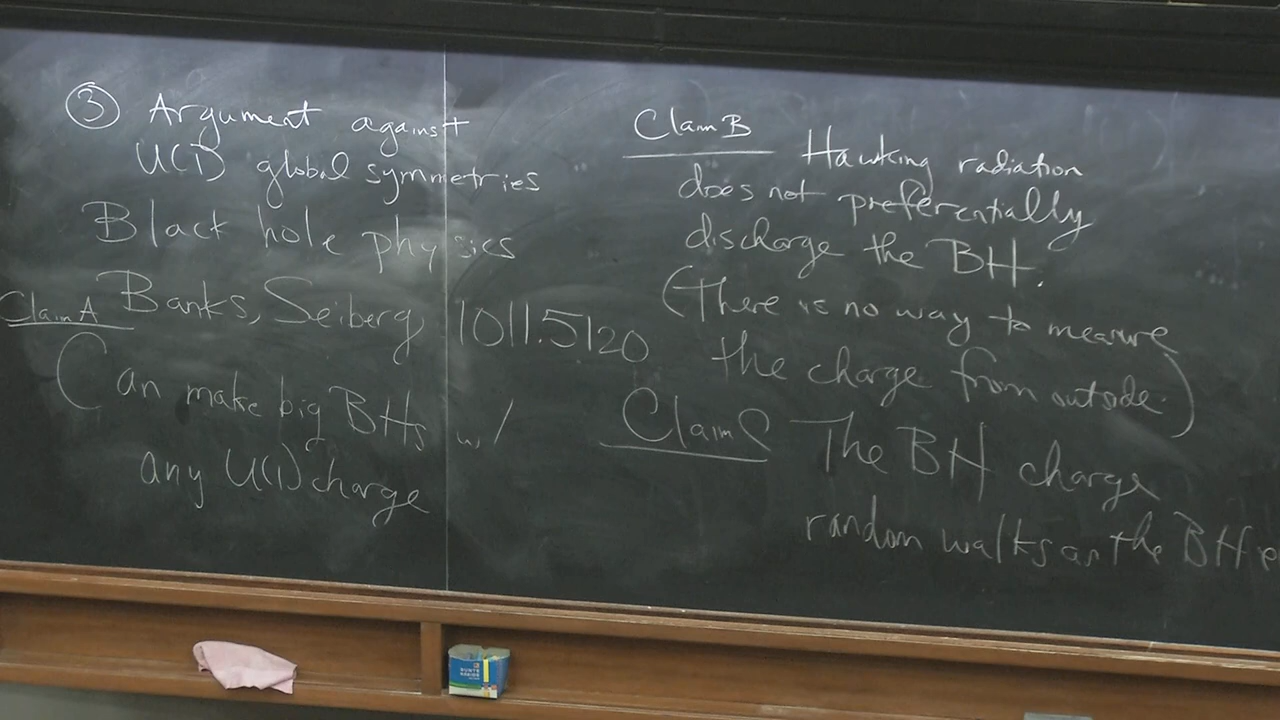 ③ Argument against
U(1) global symmetries
Black hole physics
Claim A Banks, Seiberg 1011.5120
Can make big BHs w/
any U(1) charge
Claim B Hawking radiation
does not preferentially
discharge the BH.
(There is no way to measure
the charge from outside.)
Claim C The BH charge
random walks as the BH